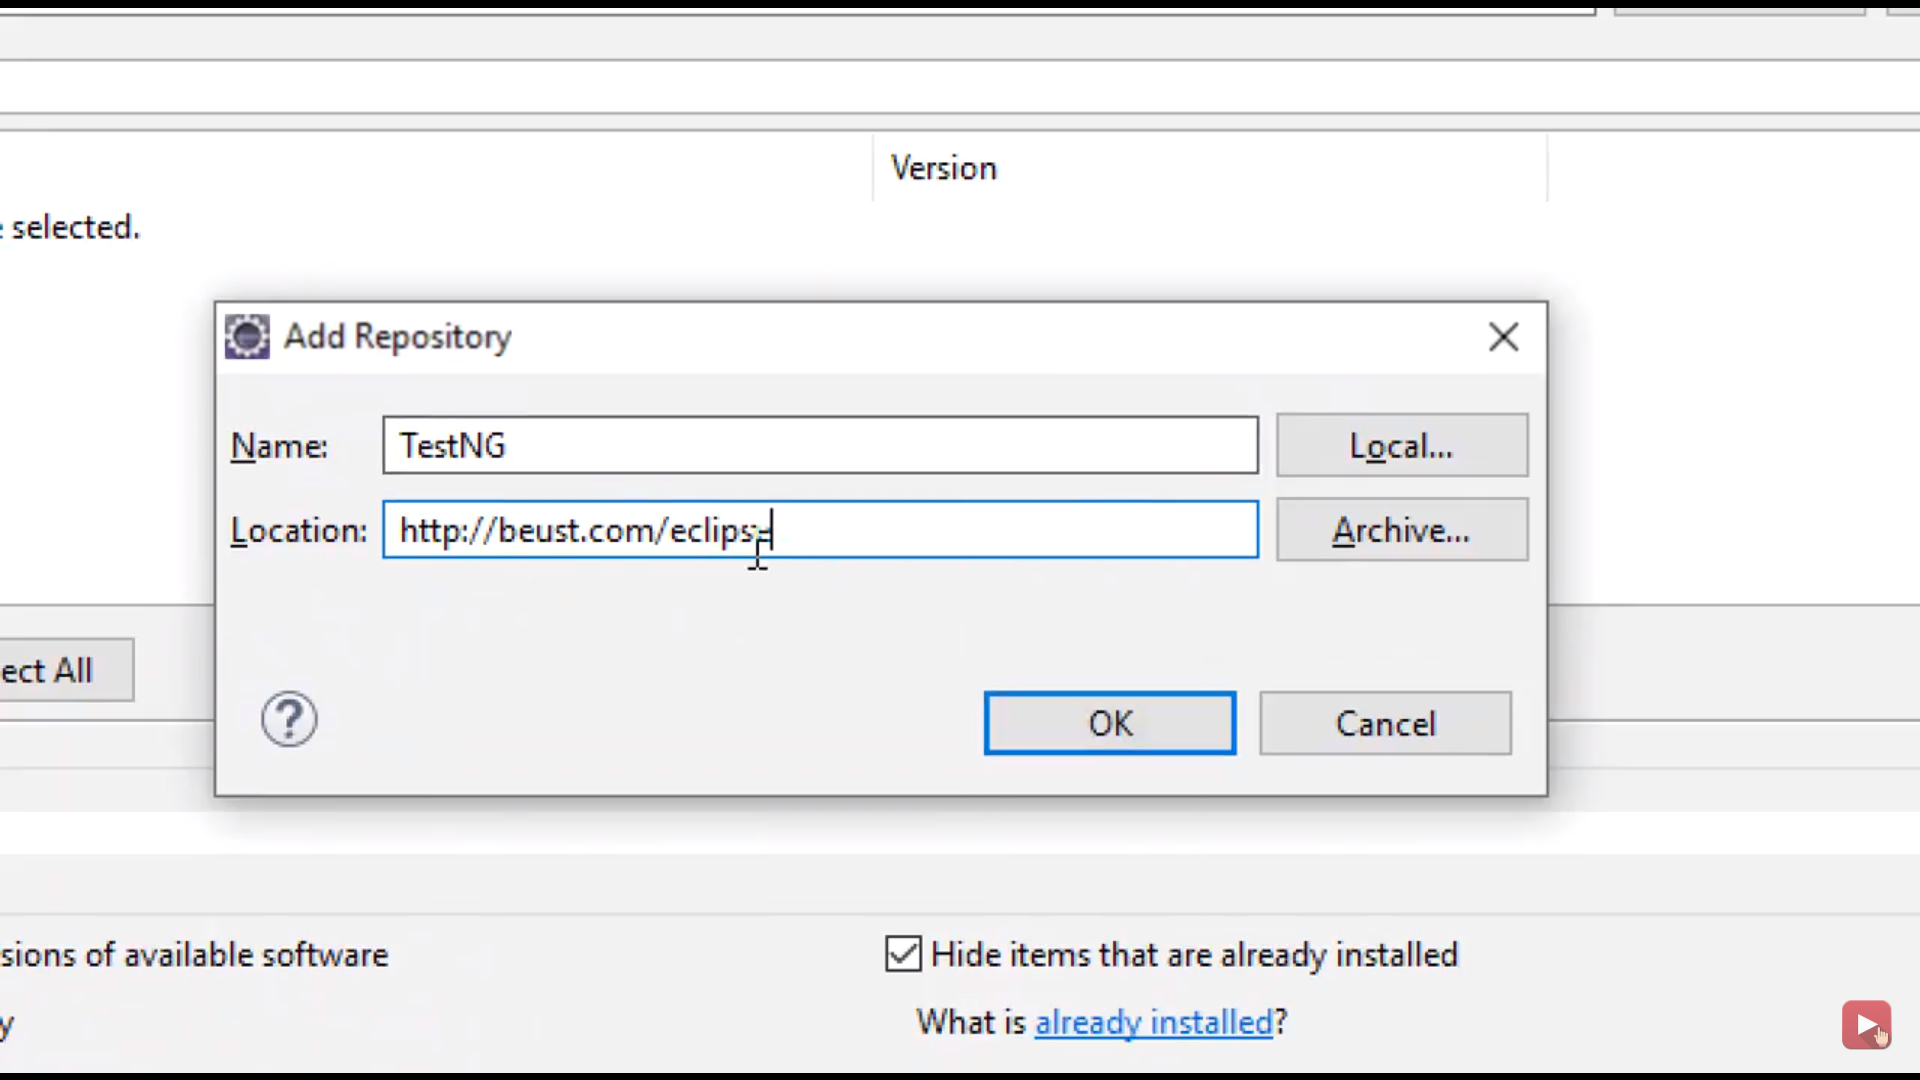 Version
selected.
Add Repository
Name: TestNG Local...
Location: http://beust.com/eclipse Archive...
ect All
? OK Cancel
sions of available software Hide items that are already installed
y What is already installed?